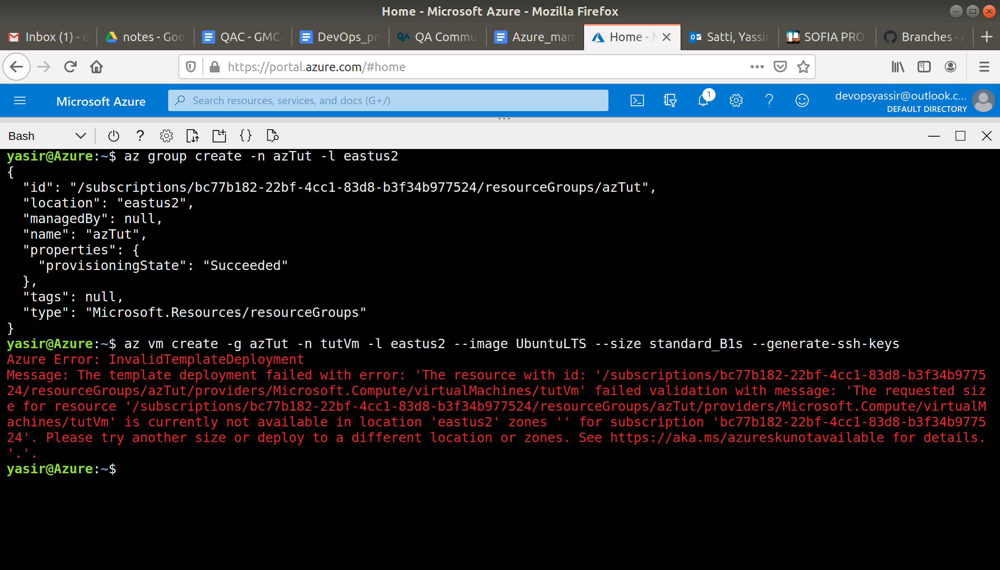 Home - Microsoft Azure - Mozilla Firefox
Inbox (1) - notes - Goo QAC - GMC DevOps_pr QA Commu Azure_man Home - Satti, Yassir SOFIA PRO Branches ·
https://portal.azure.com/#home
Microsoft Azure Search resources, services, and docs (G+/) 1 devopsyassir@outlook.c...
DEFAULT DIRECTORY
Bash
yasir@Azure:~$ az group create -n azTut -l eastus2
{
"id": "/subscriptions/bc77b182-22bf-4cc1-83d8-b3f34b977524/resourceGroups/azTut",
"location": "eastus2",
"managedBy": null,
"name": "azTut",
"properties": {
"provisioningState": "Succeeded"
},
"tags": null,
"type": "Microsoft.Resources/resourceGroups"
}
yasir@Azure:~$ az vm create -g azTut -n tutVm -l eastus2 --image UbuntuLTS --size standard_B1s --generate-ssh-keys
Azure Error: InvalidTemplateDeployment
Message: The template deployment failed with error: 'The resource with id: '/subscriptions/bc77b182-22bf-4cc1-83d8-b3f34b9775
24/resourceGroups/azTut/providers/Microsoft.Compute/virtualMachines/tutVm' failed validation with message: 'The requested siz
e for resource '/subscriptions/bc77b182-22bf-4cc1-83d8-b3f34b977524/resourceGroups/azTut/providers/Microsoft.Compute/virtualM
achines/tutVm' is currently not available in location 'eastus2' zones '' for subscription 'bc77b182-22bf-4cc1-83d8-b3f34b9775
24'. Please try another size or deploy to a different location or zones. See https://aka.ms/azureskunotavailable for details.
'.'.
yasir@Azure:~$